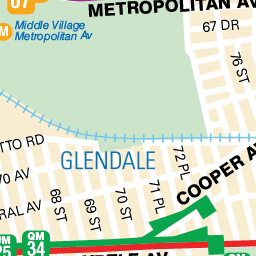 07
METROPOLITAN AV
M
Middle Village
Metropolitan Av
67 DR
76 ST
TTO RD
GLENDALE
72 PL
COOPER A
70 AV
RAL AV
68 ST
69 ST
70 ST
71 PL
QM
25
QM
34